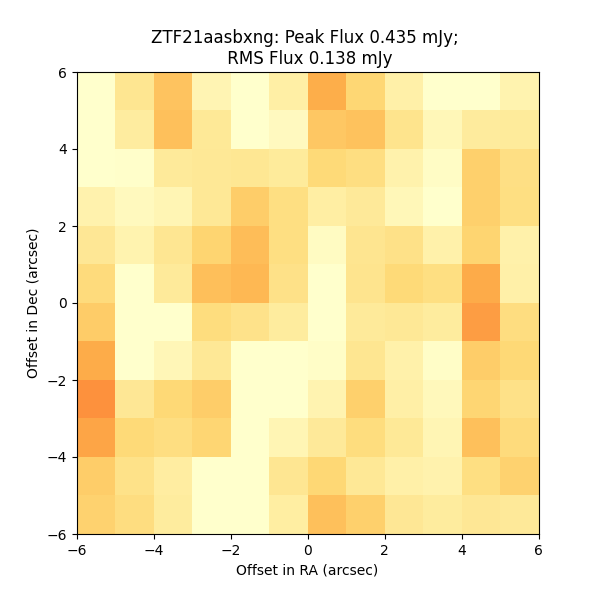 ZTF21aasbxng: Peak Flux 0.435 mJy;
RMS Flux 0.138 mJy
6
4
2
0
−2
−4
−6
Offset in Dec (arcsec)
−6 −4 −2 0 2 4 6
Offset in RA (arcsec)